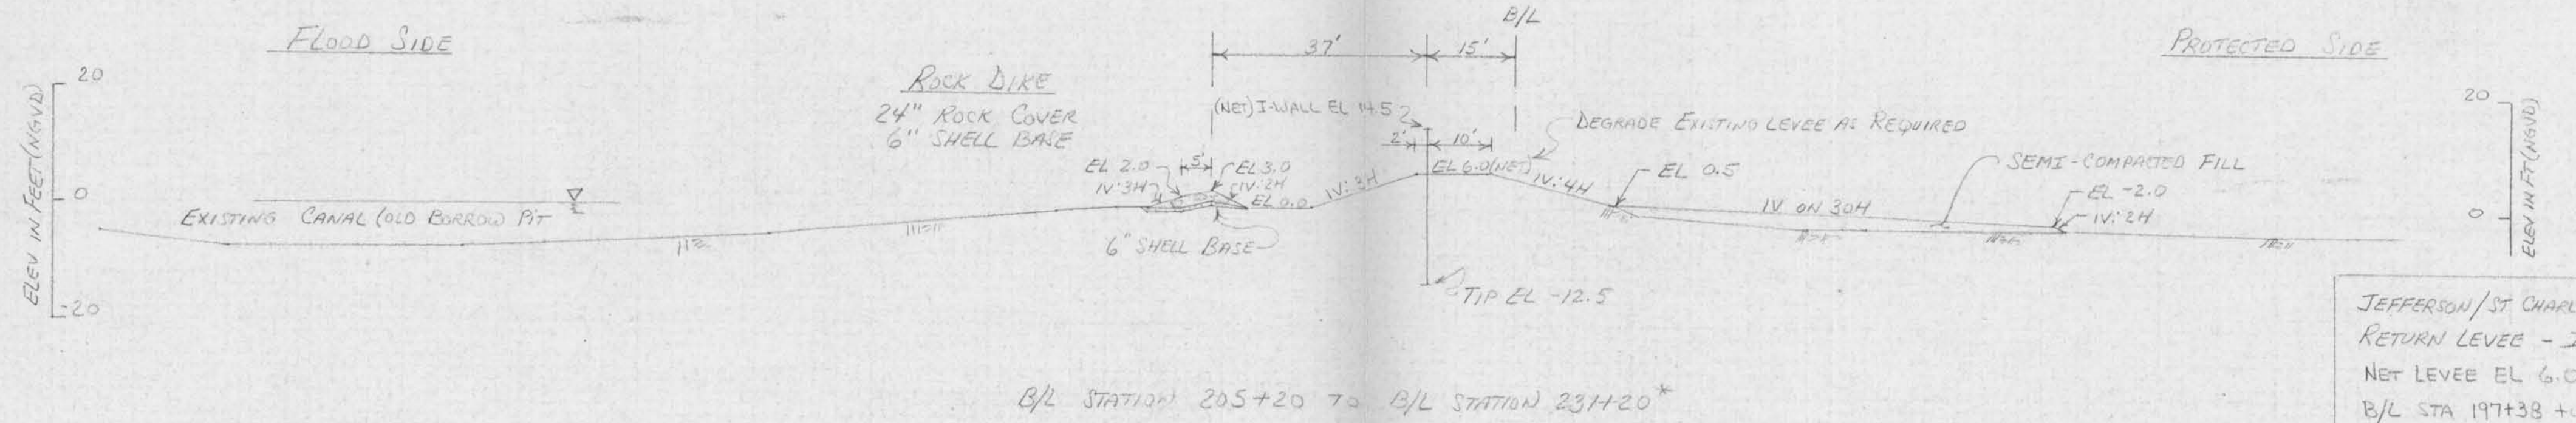 FLOOD SIDE
B/L
37'
15'
PROTECTED SIDE
20
0
-20
ELEV IN FEET (NGVD)
ROCK DIKE
24" ROCK COVER
6" SHELL BASE
(NET) I-WALL EL 14.5
2'
10'
DEGRADE EXISTING LEVEE AS REQUIRED
EL 2.0
5'
EL 3.0
1V:3H
1V:2H
EL 0.0
1V:3H
EL 6.0 (NET)
1V:4H
EL 0.5
SEMI-COMPACTED FILL
EL -2.0
1V ON 30H
1V:2H
20
0
ELEV IN FT (NGVD)
EXISTING CANAL (OLD BORROW PIT
6" SHELL BASE
TIP EL -12.5
B/L STATION 205+20 TO B/L STATION 231+20*
JEFFERSON/ST CHARL
RETURN LEVEE - I
NET LEVEE EL 6.0
B/L STA 197+38